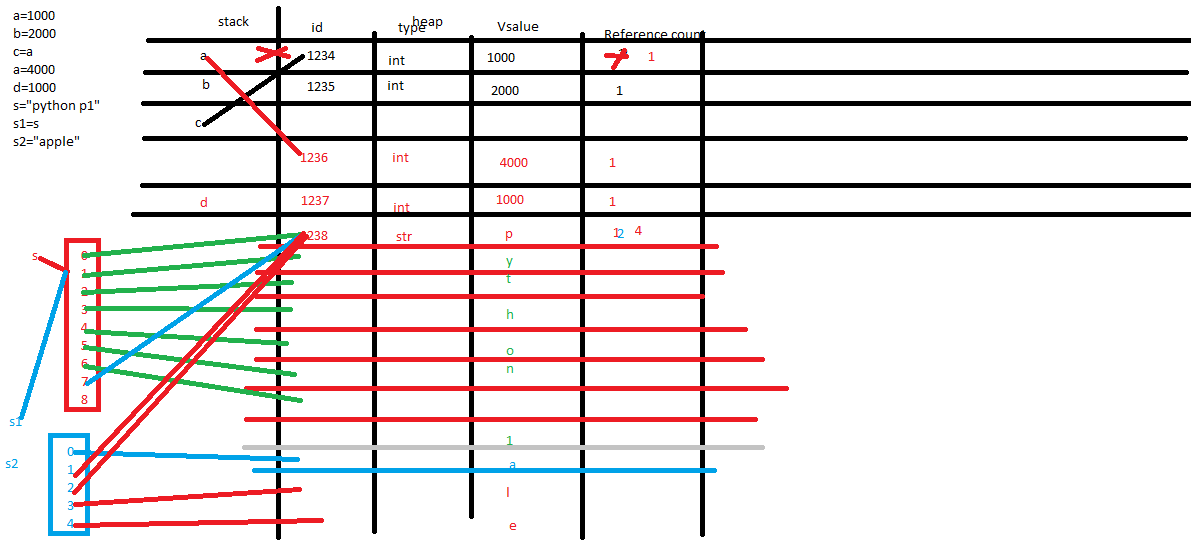 a=1000
b=2000
c=a
a=4000
d=1000
s="python p1"
s1=s
s2="apple"
stack heap
id type Vsalue Reference count
a 1234 int 1000 1 1
b 1235 int 2000 1
c
1236 int 4000 1
d 1237 int 1000 1
s 1238 str p 1 2 4
0
1 y
2 t
3 h
4
5 o
6 n
7
8
s1
1
s2 0 a
1
2
3 l
4 e